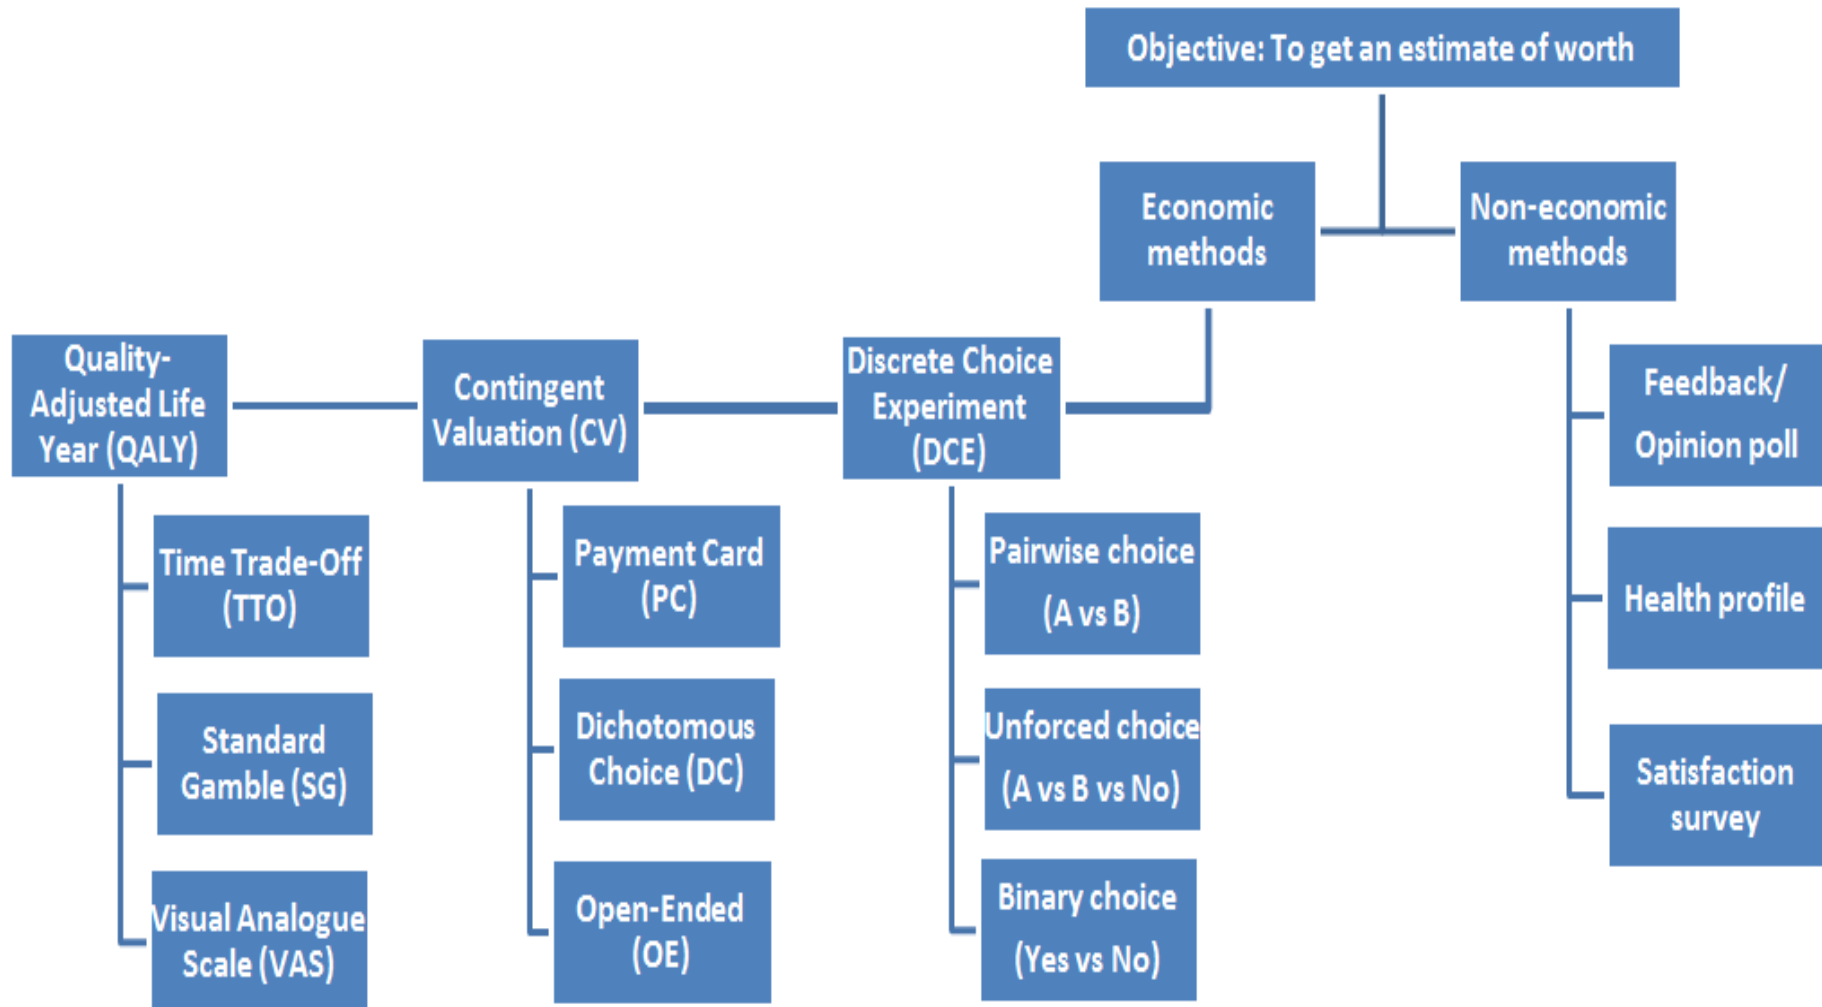 Objective: To get an estimate of worth
Economic
methods
Non-economic
methods
Quality-
Adjusted Life
Year (QALY)
Contingent
Valuation (CV)
Discrete Choice
Experiment
(DCE)
Time Trade-Off
(TTO)
Standard
Gamble (SG)
Visual Analogue
Scale (VAS)
Payment Card
(PC)
Dichotomous
Choice (DC)
Open-Ended
(OE)
Pairwise choice
(A vs B)
Unforced choice
(A vs B vs No)
Binary choice
(Yes vs No)
Feedback/
Opinion poll
Health profile
Satisfaction
survey